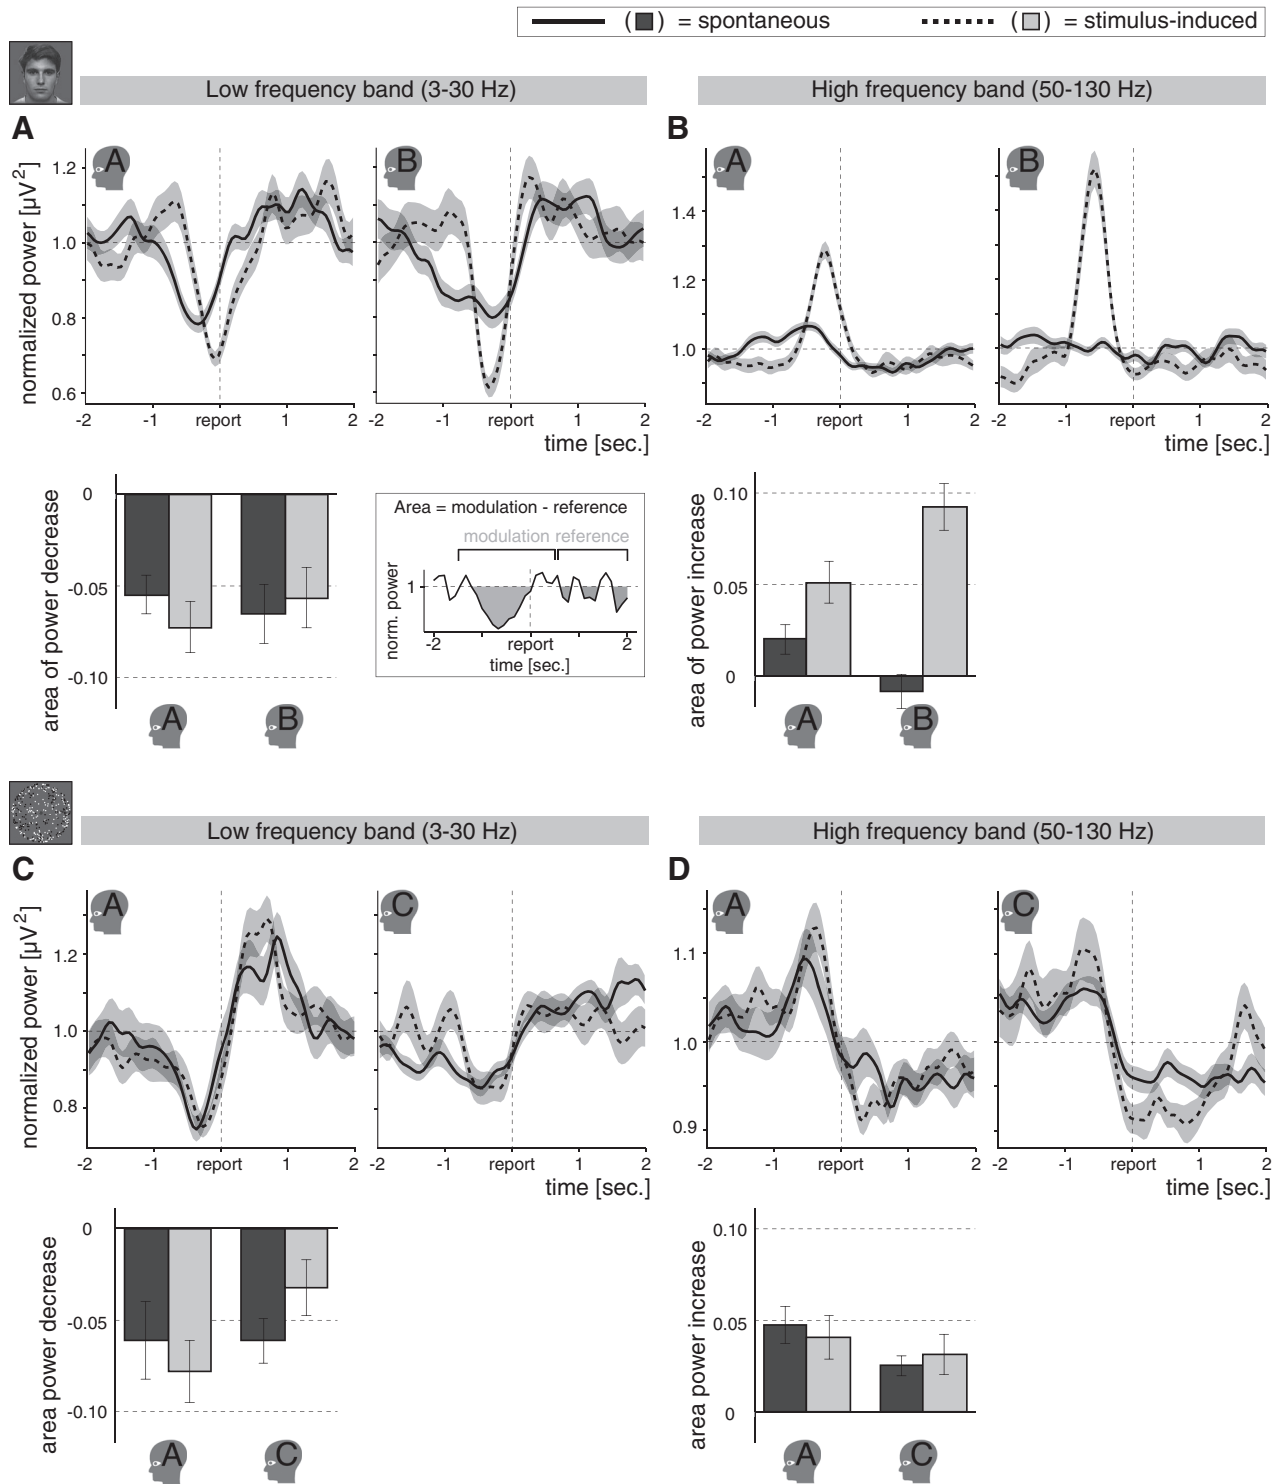 (■) = spontaneous (□) = stimulus-induced
Low frequency band (3-30 Hz) High frequency band (50-130 Hz)
A B
A B A B
normalized power [µV²]
1.2
1.0
0.8
0.6
1.4
1.2
1.0
-2 -1 report 1 2 -2 -1 report 1 2 -2 -1 report 1 2 -2 -1 report 1 2
time [sec.] time [sec.]
area of power decrease
0
-0.05
-0.10
A B
Area = modulation - reference
modulation reference
norm. power
1
-2 report 2
time [sec.]
area of power increase
0.10
0.05
0
A B
Low frequency band (3-30 Hz) High frequency band (50-130 Hz)
C D
A C A C
normalized power [µV²]
1.2
1.0
0.8
1.1
1.0
0.9
-2 -1 report 1 2 -2 -1 report 1 2 -2 -1 report 1 2 -2 -1 report 1 2
time [sec.] time [sec.]
area power decrease
0
-0.05
-0.10
A C
area power increase
0.10
0.05
0
A C